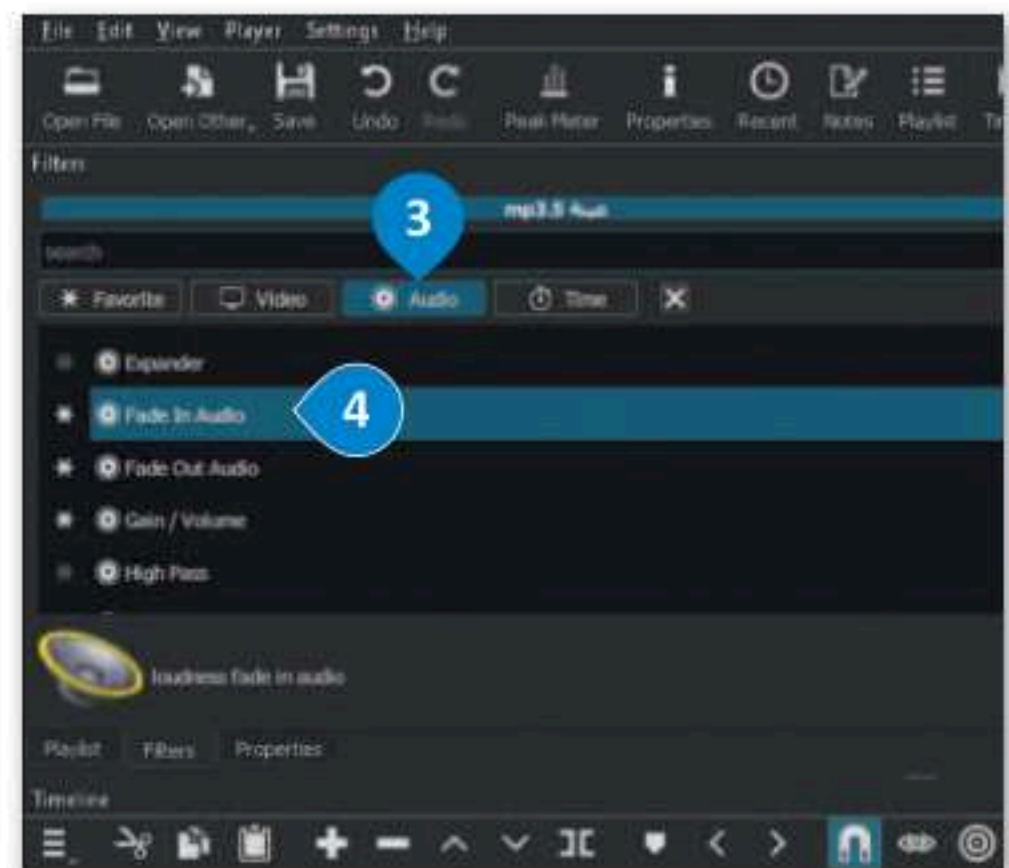 File Edit View Player Settings Help
Open File Open Other Save Undo Redo Peak Meter Properties Recent Notes Playlist
Filters
3
mp3.5
search
Favorite Video Audio Time
Expander
Fade In Audio
4
Fade Out Audio
Gain / Volume
High Pass
loudness fade in audio
Playlist Filters Properties
Timeline